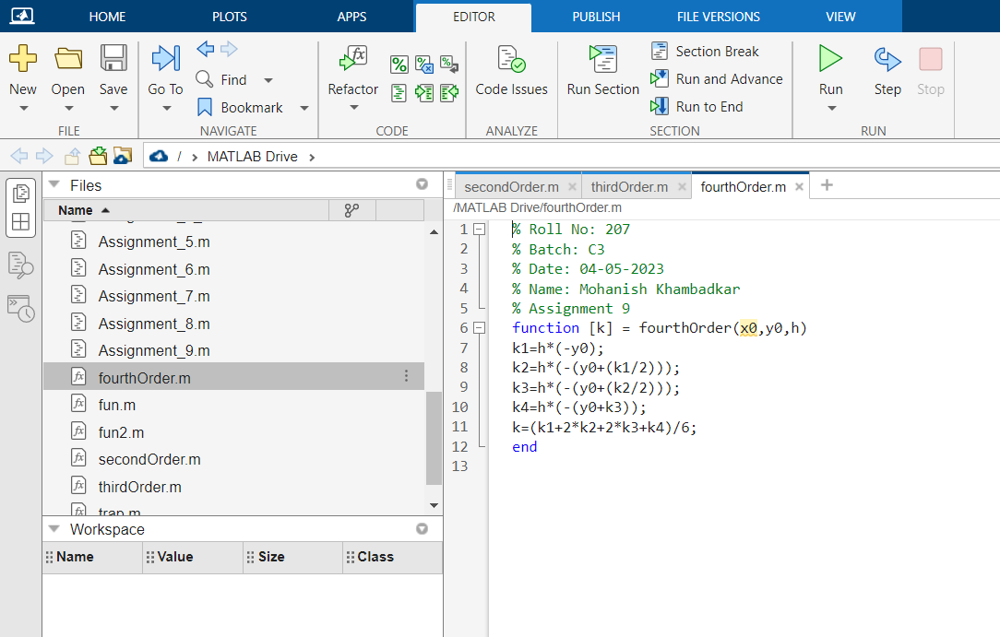 HOME PLOTS APPS EDITOR PUBLISH FILE VERSIONS VIEW
New Open Save Go To Find Bookmark Refactor Code Issues Run Section Section Break Run and Advance Run to End Run Step Stop
FILE NAVIGATE CODE ANALYZE SECTION RUN
/ › MATLAB Drive ›
Files
Name
Assignment_5.m
Assignment_6.m
Assignment_7.m
Assignment_8.m
Assignment_9.m
fourthOrder.m
fun.m
fun2.m
secondOrder.m
thirdOrder.m
trap.m
Workspace
Name Value Size Class
secondOrder.m × thirdOrder.m × fourthOrder.m × +
/MATLAB Drive/fourthOrder.m
1 % Roll No: 207
2 % Batch: C3
3 % Date: 04-05-2023
4 % Name: Mohanish Khambadkar
5 % Assignment 9
6 function [k] = fourthOrder(x0,y0,h)
7 k1=h*(-y0);
8 k2=h*(-(y0+(k1/2)));
9 k3=h*(-(y0+(k2/2)));
10 k4=h*(-(y0+k3));
11 k=(k1+2*k2+2*k3+k4)/6;
12 end
13